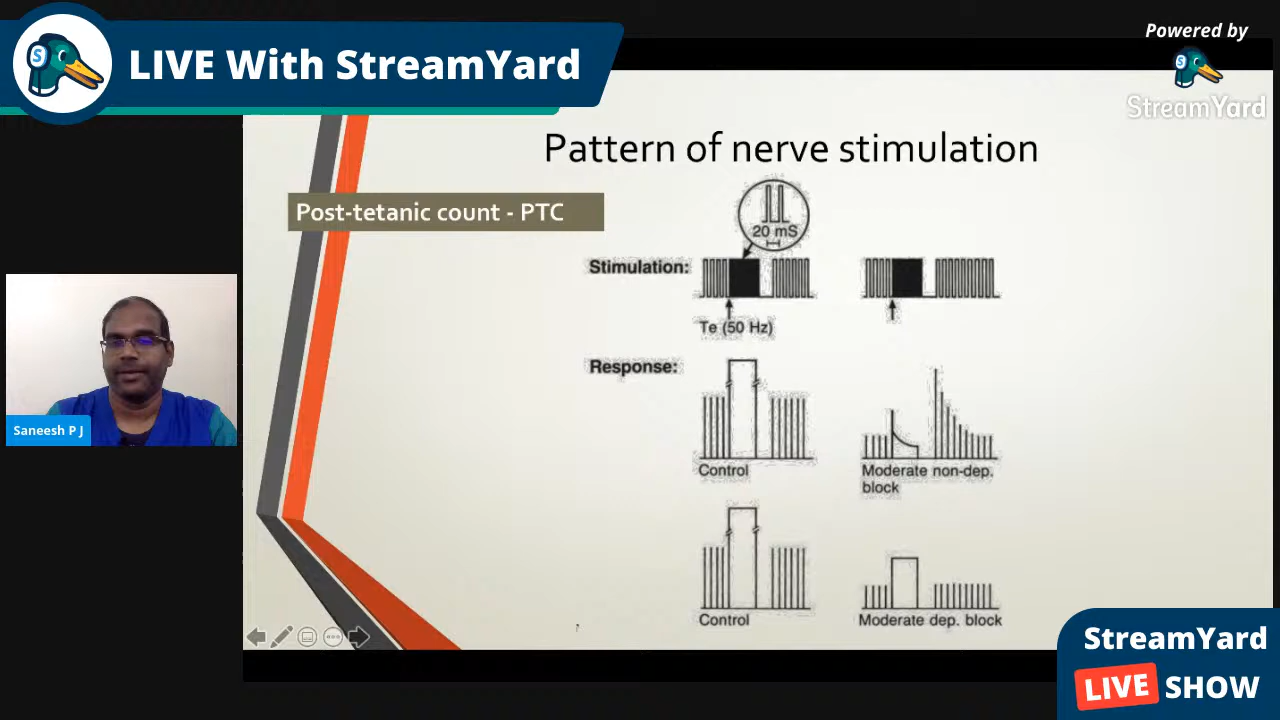 LIVE With StreamYard
Powered by
StreamYard
Pattern of nerve stimulation
Post-tetanic count - PTC
20 mS
Stimulation:
Te (50 Hz)
Response:
Control
Moderate non-dep.
block
Control
Moderate dep. block
Saneesh P J
S
StreamYard
LIVE SHOW